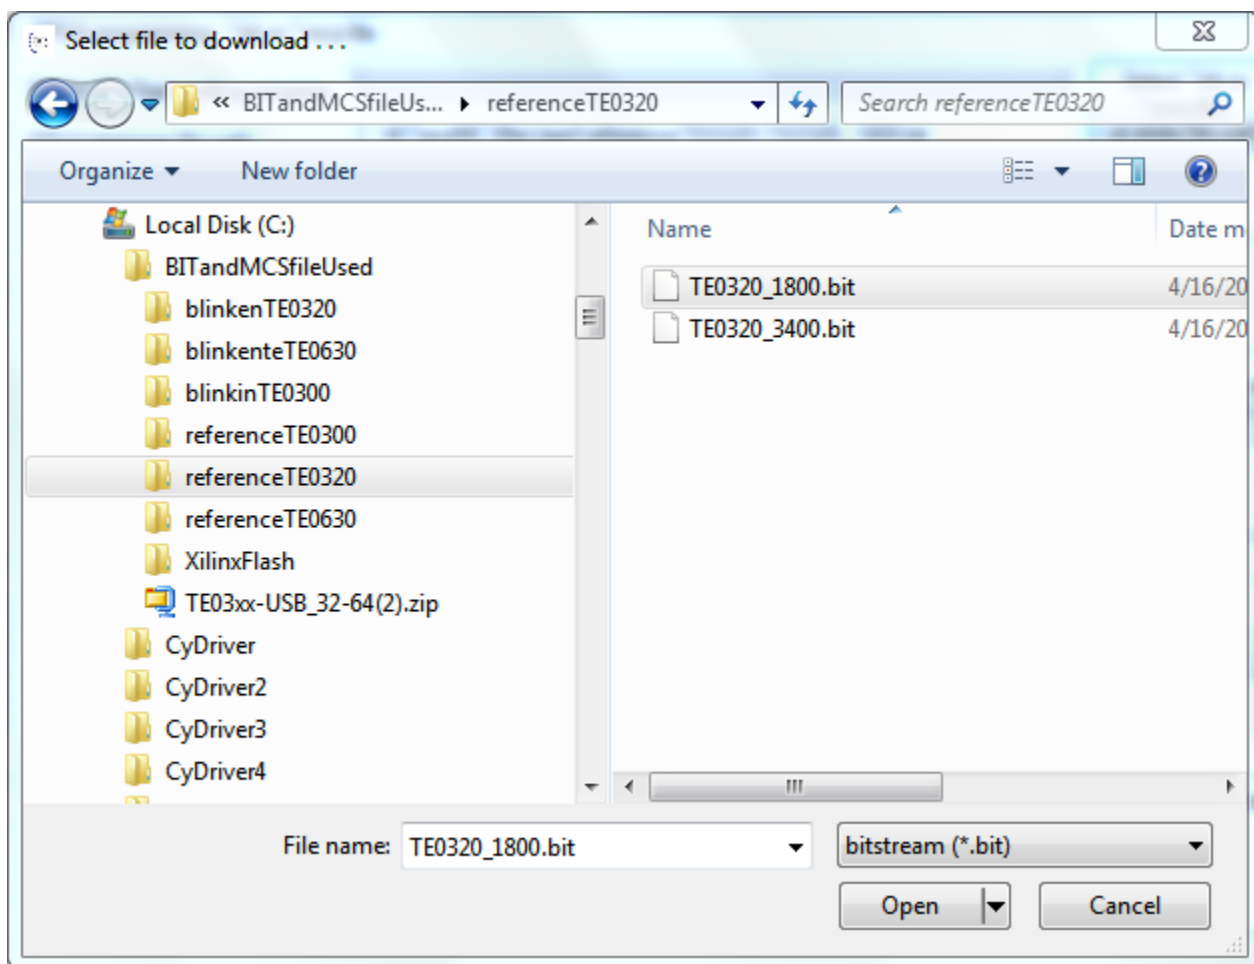 Select file to download . . .
« BITandMCSfileUs... ▸ referenceTE0320
Search referenceTE0320
Organize
New folder
Local Disk (C:)
BITandMCSfileUsed
blinkenTE0320
blinkenteTE0630
blinkinTE0300
referenceTE0300
referenceTE0320
referenceTE0630
XilinxFlash
TE03xx-USB_32-64(2).zip
CyDriver
CyDriver2
CyDriver3
CyDriver4
Name
Date m
TE0320_1800.bit
4/16/20
TE0320_3400.bit
4/16/20
File name:
TE0320_1800.bit
bitstream (*.bit)
Open
Cancel